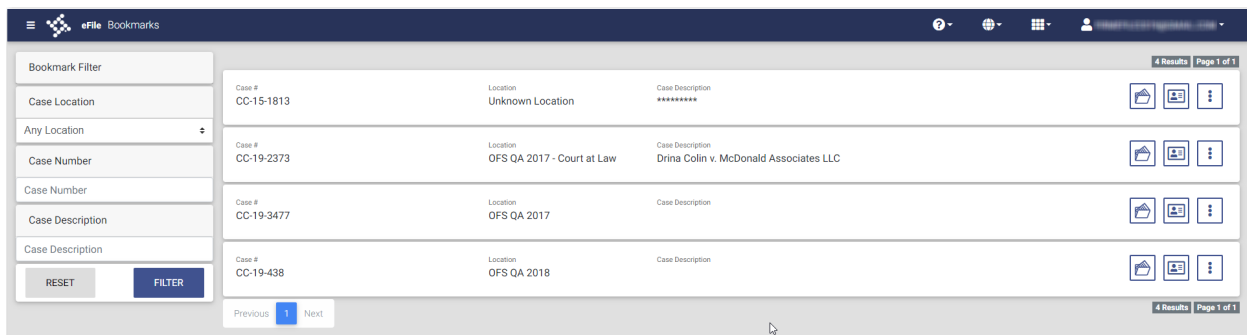 eFile Bookmarks
Bookmark Filter
Case Location
Any Location
Case Number
Case Number
Case Description
Case Description
RESET FILTER
4 Results Page 1 of 1
Case # Location Case Description
CC-15-1813 Unknown Location *********
Case # Location Case Description
CC-19-2373 OFS QA 2017 - Court at Law Drina Colin v. McDonald Associates LLC
Case # Location Case Description
CC-19-3477 OFS QA 2017
Case # Location Case Description
CC-19-438 OFS QA 2018
Previous 1 Next
4 Results Page 1 of 1